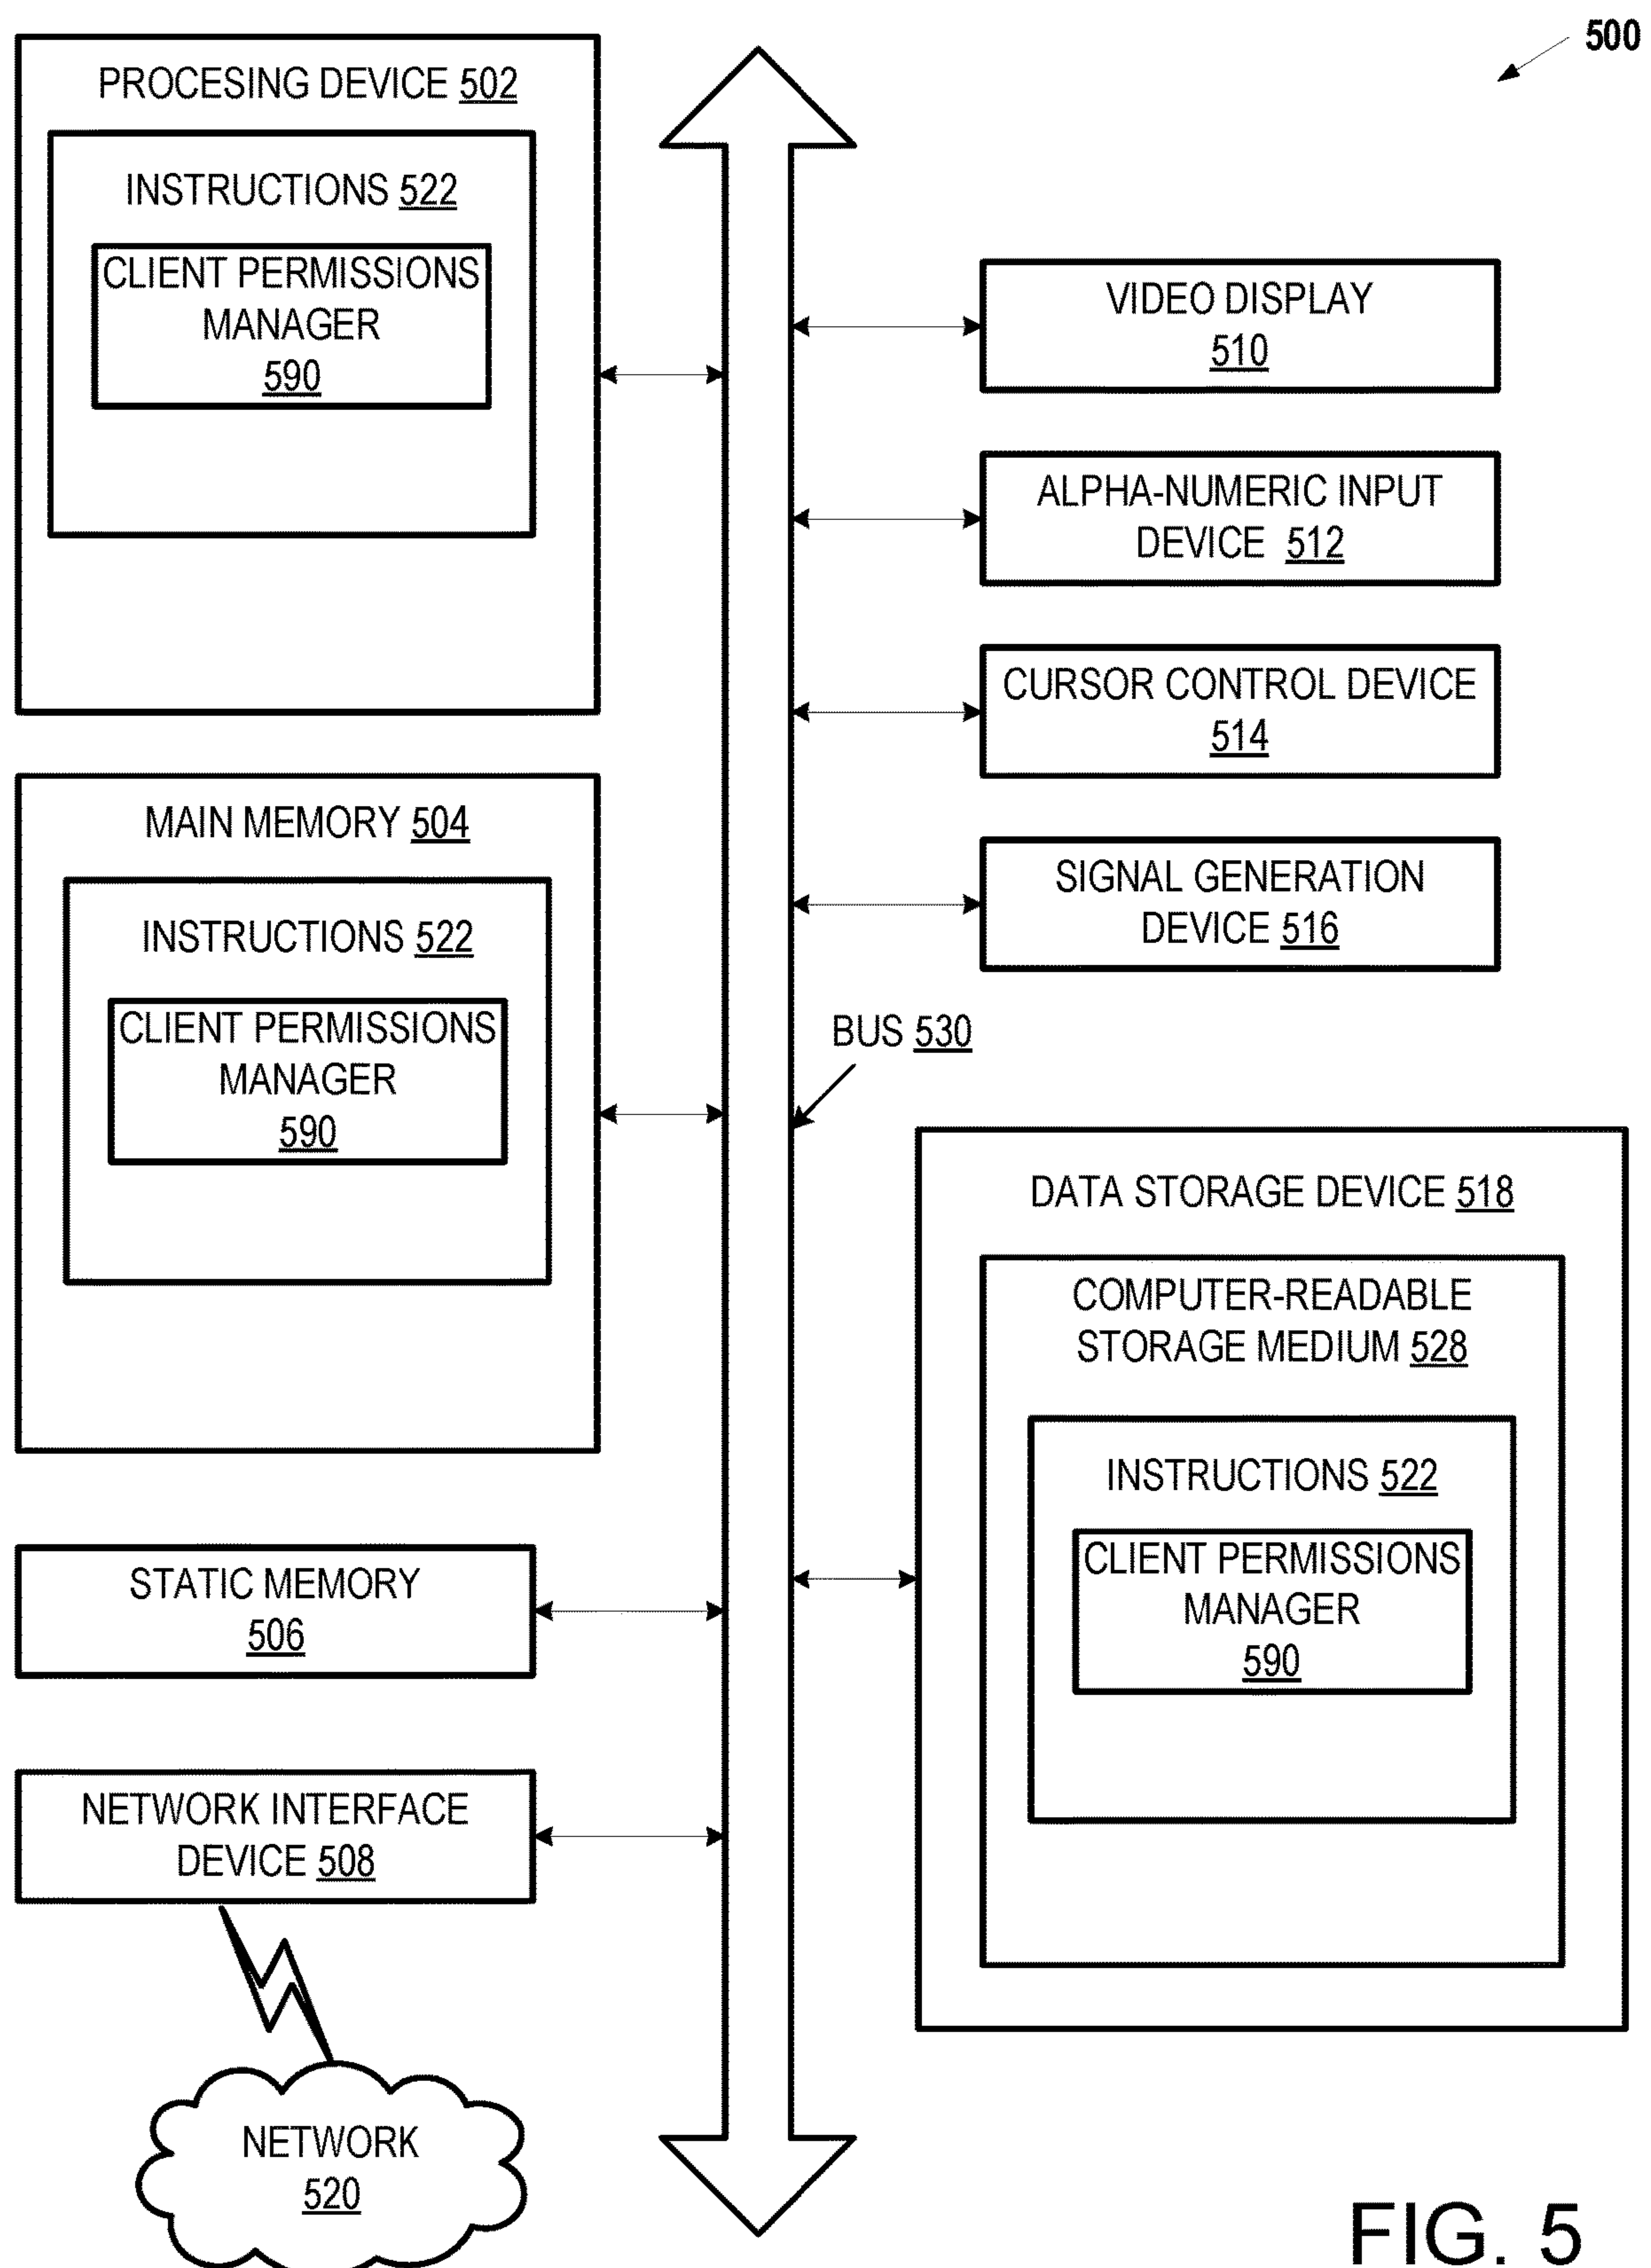 500
PROCESING DEVICE 502
INSTRUCTIONS 522
CLIENT PERMISSIONS
MANAGER
590
MAIN MEMORY 504
INSTRUCTIONS 522
CLIENT PERMISSIONS
MANAGER
590
STATIC MEMORY
506
NETWORK INTERFACE
DEVICE 508
NETWORK
520
VIDEO DISPLAY
510
ALPHA-NUMERIC INPUT
DEVICE 512
CURSOR CONTROL DEVICE
514
SIGNAL GENERATION
DEVICE 516
BUS 530
DATA STORAGE DEVICE 518
COMPUTER-READABLE
STORAGE MEDIUM 528
INSTRUCTIONS 522
CLIENT PERMISSIONS
MANAGER
590
FIG. 5